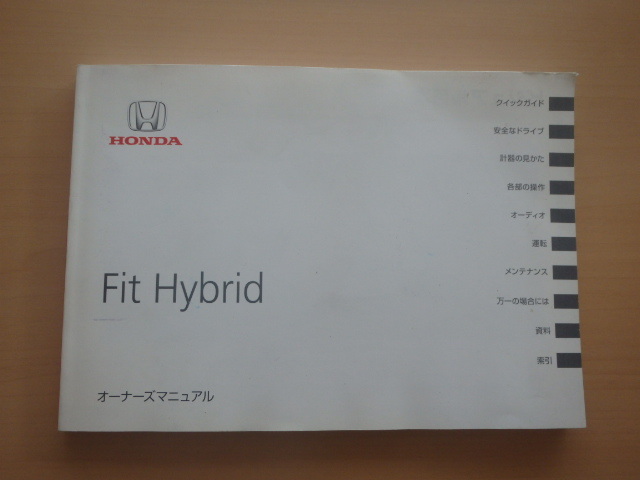 HONDA
Fit Hybrid
オーナーズマニュアル
クイックガイド
安全なドライブ
計器の見かた
各部の操作
オーディオ
運転
メンテナンス
万一の場合には
資料
索引